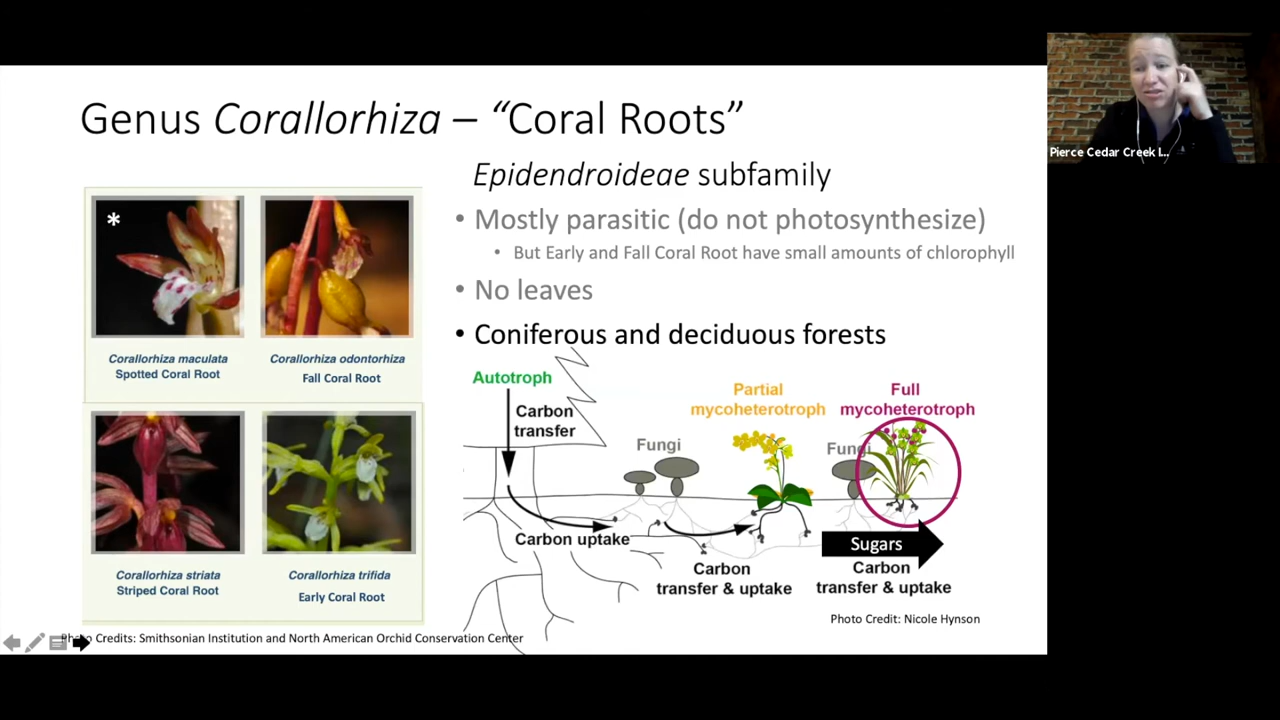 Genus Corallorhiza – “Coral Roots”
Epidendroideae subfamily
• Mostly parasitic (do not photosynthesize)
• But Early and Fall Coral Root have small amounts of chlorophyll
• No leaves
• Coniferous and deciduous forests
*
Corallorhiza maculata
Spotted Coral Root
Corallorhiza odontorhiza
Fall Coral Root
Corallorhiza striata
Striped Coral Root
Corallorhiza trifida
Early Coral Root
Autotroph
Carbon
transfer
Carbon uptake
Fungi
Partial
mycoheterotroph
Carbon
transfer & uptake
Fungi
Full
mycoheterotroph
Sugars
Carbon
transfer & uptake
Photo Credit: Nicole Hynson
Photo Credits: Smithsonian Institution and North American Orchid Conservation Center
Pierce Cedar Creek I...